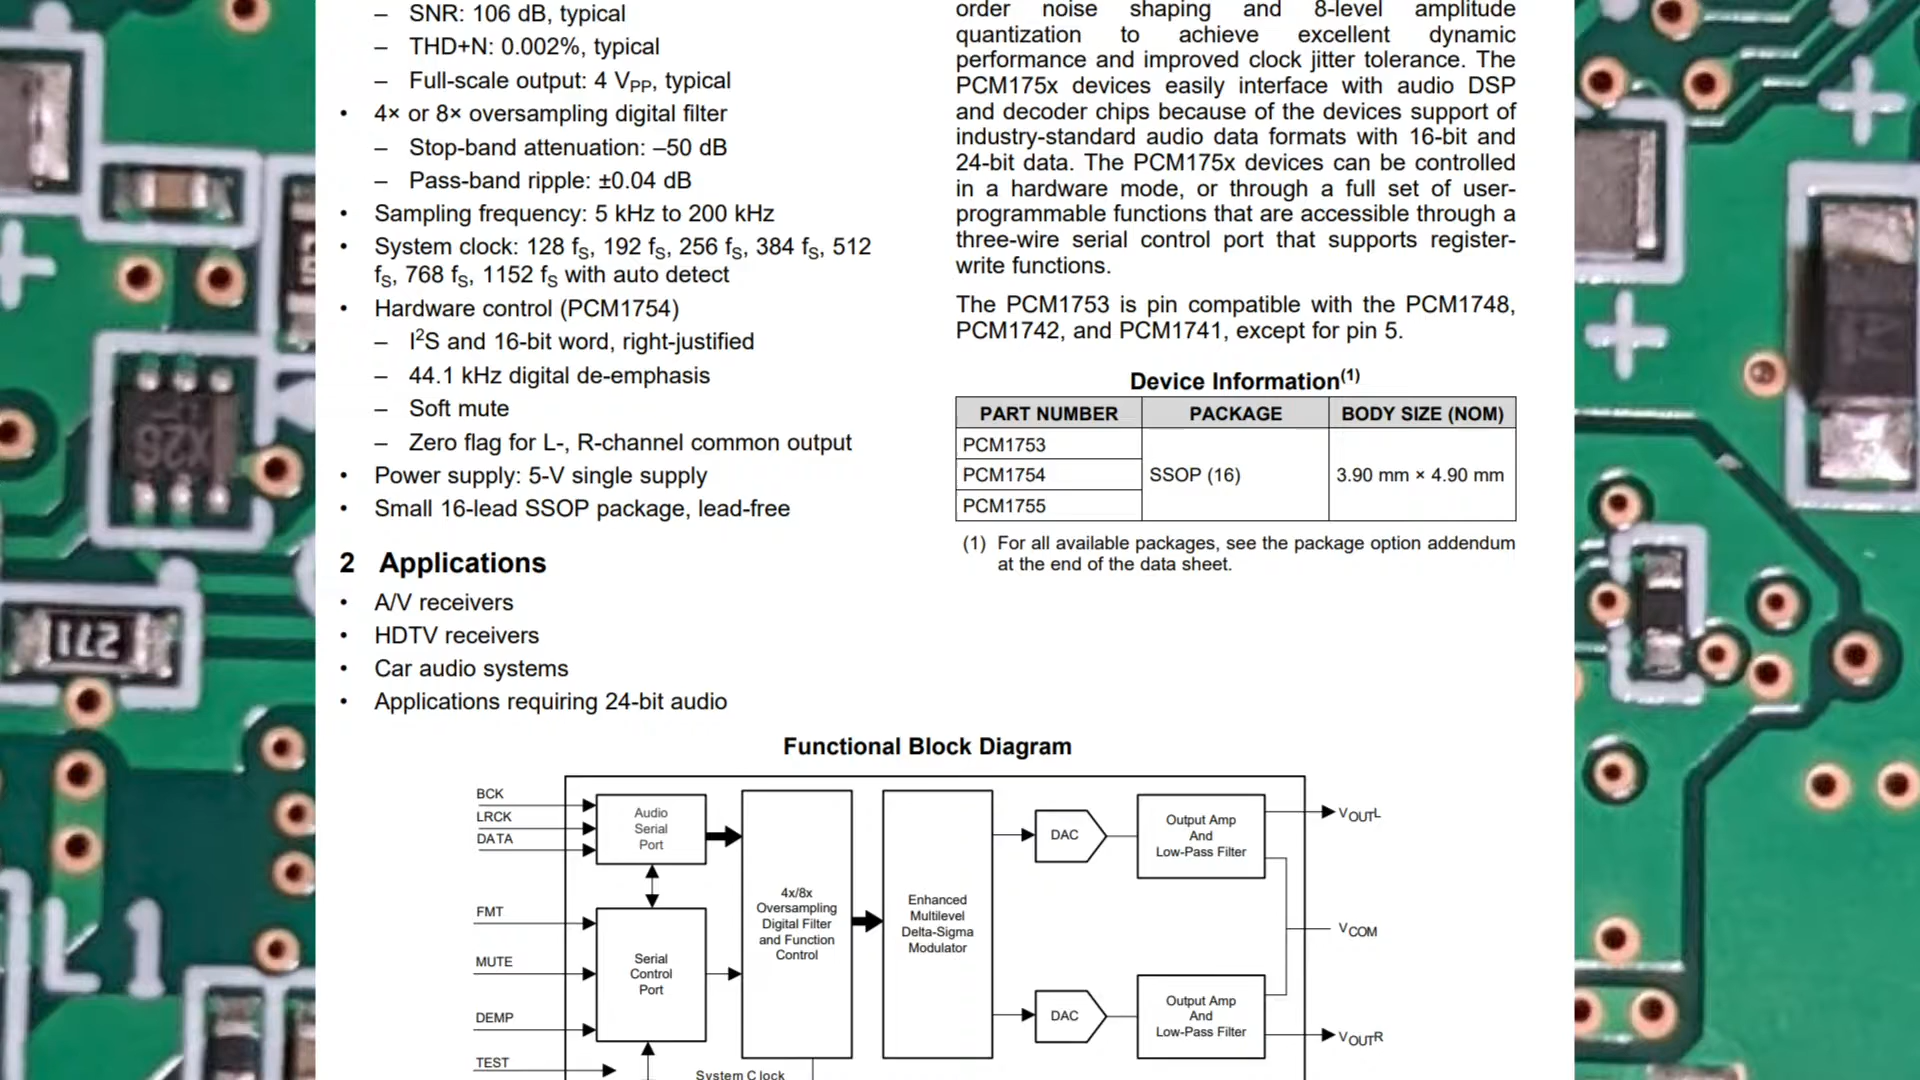 – SNR: 106 dB, typical
– THD+N: 0.002%, typical
– Full-scale output: 4 VPP, typical
• 4× or 8× oversampling digital filter
– Stop-band attenuation: –50 dB
– Pass-band ripple: ±0.04 dB
• Sampling frequency: 5 kHz to 200 kHz
• System clock: 128 fS, 192 fS, 256 fS, 384 fS, 512
fS, 768 fS, 1152 fS with auto detect
• Hardware control (PCM1754)
– I²S and 16-bit word, right-justified
– 44.1 kHz digital de-emphasis
– Soft mute
– Zero flag for L-, R-channel common output
• Power supply: 5-V single supply
• Small 16-lead SSOP package, lead-free
2 Applications
• A/V receivers
• HDTV receivers
• Car audio systems
• Applications requiring 24-bit audio
order noise shaping and 8-level amplitude
quantization to achieve excellent dynamic
performance and improved clock jitter tolerance. The
PCM175x devices easily interface with audio DSP
and decoder chips because of the devices support of
industry-standard audio data formats with 16-bit and
24-bit data. The PCM175x devices can be controlled
in a hardware mode, or through a full set of user-
programmable functions that are accessible through a
three-wire serial control port that supports register-
write functions.
The PCM1753 is pin compatible with the PCM1748,
PCM1742, and PCM1741, except for pin 5.
Device Information(1)
PART NUMBER PACKAGE BODY SIZE (NOM)
PCM1753
PCM1754 SSOP (16) 3.90 mm × 4.90 mm
PCM1755
(1) For all available packages, see the package option addendum
at the end of the data sheet.
Functional Block Diagram
BCK
LRCK
DATA
FMT
MUTE
DEMP
TEST
Audio
Serial
Port
Serial
Control
Port
System Clock
4x/8x
Oversampling
Digital Filter
and Function
Control
Enhanced
Multilevel
Delta-Sigma
Modulator
DAC
DAC
Output Amp
And
Low-Pass Filter
Output Amp
And
Low-Pass Filter
VOUTL
VCOM
VOUTR
X2S
271
L1